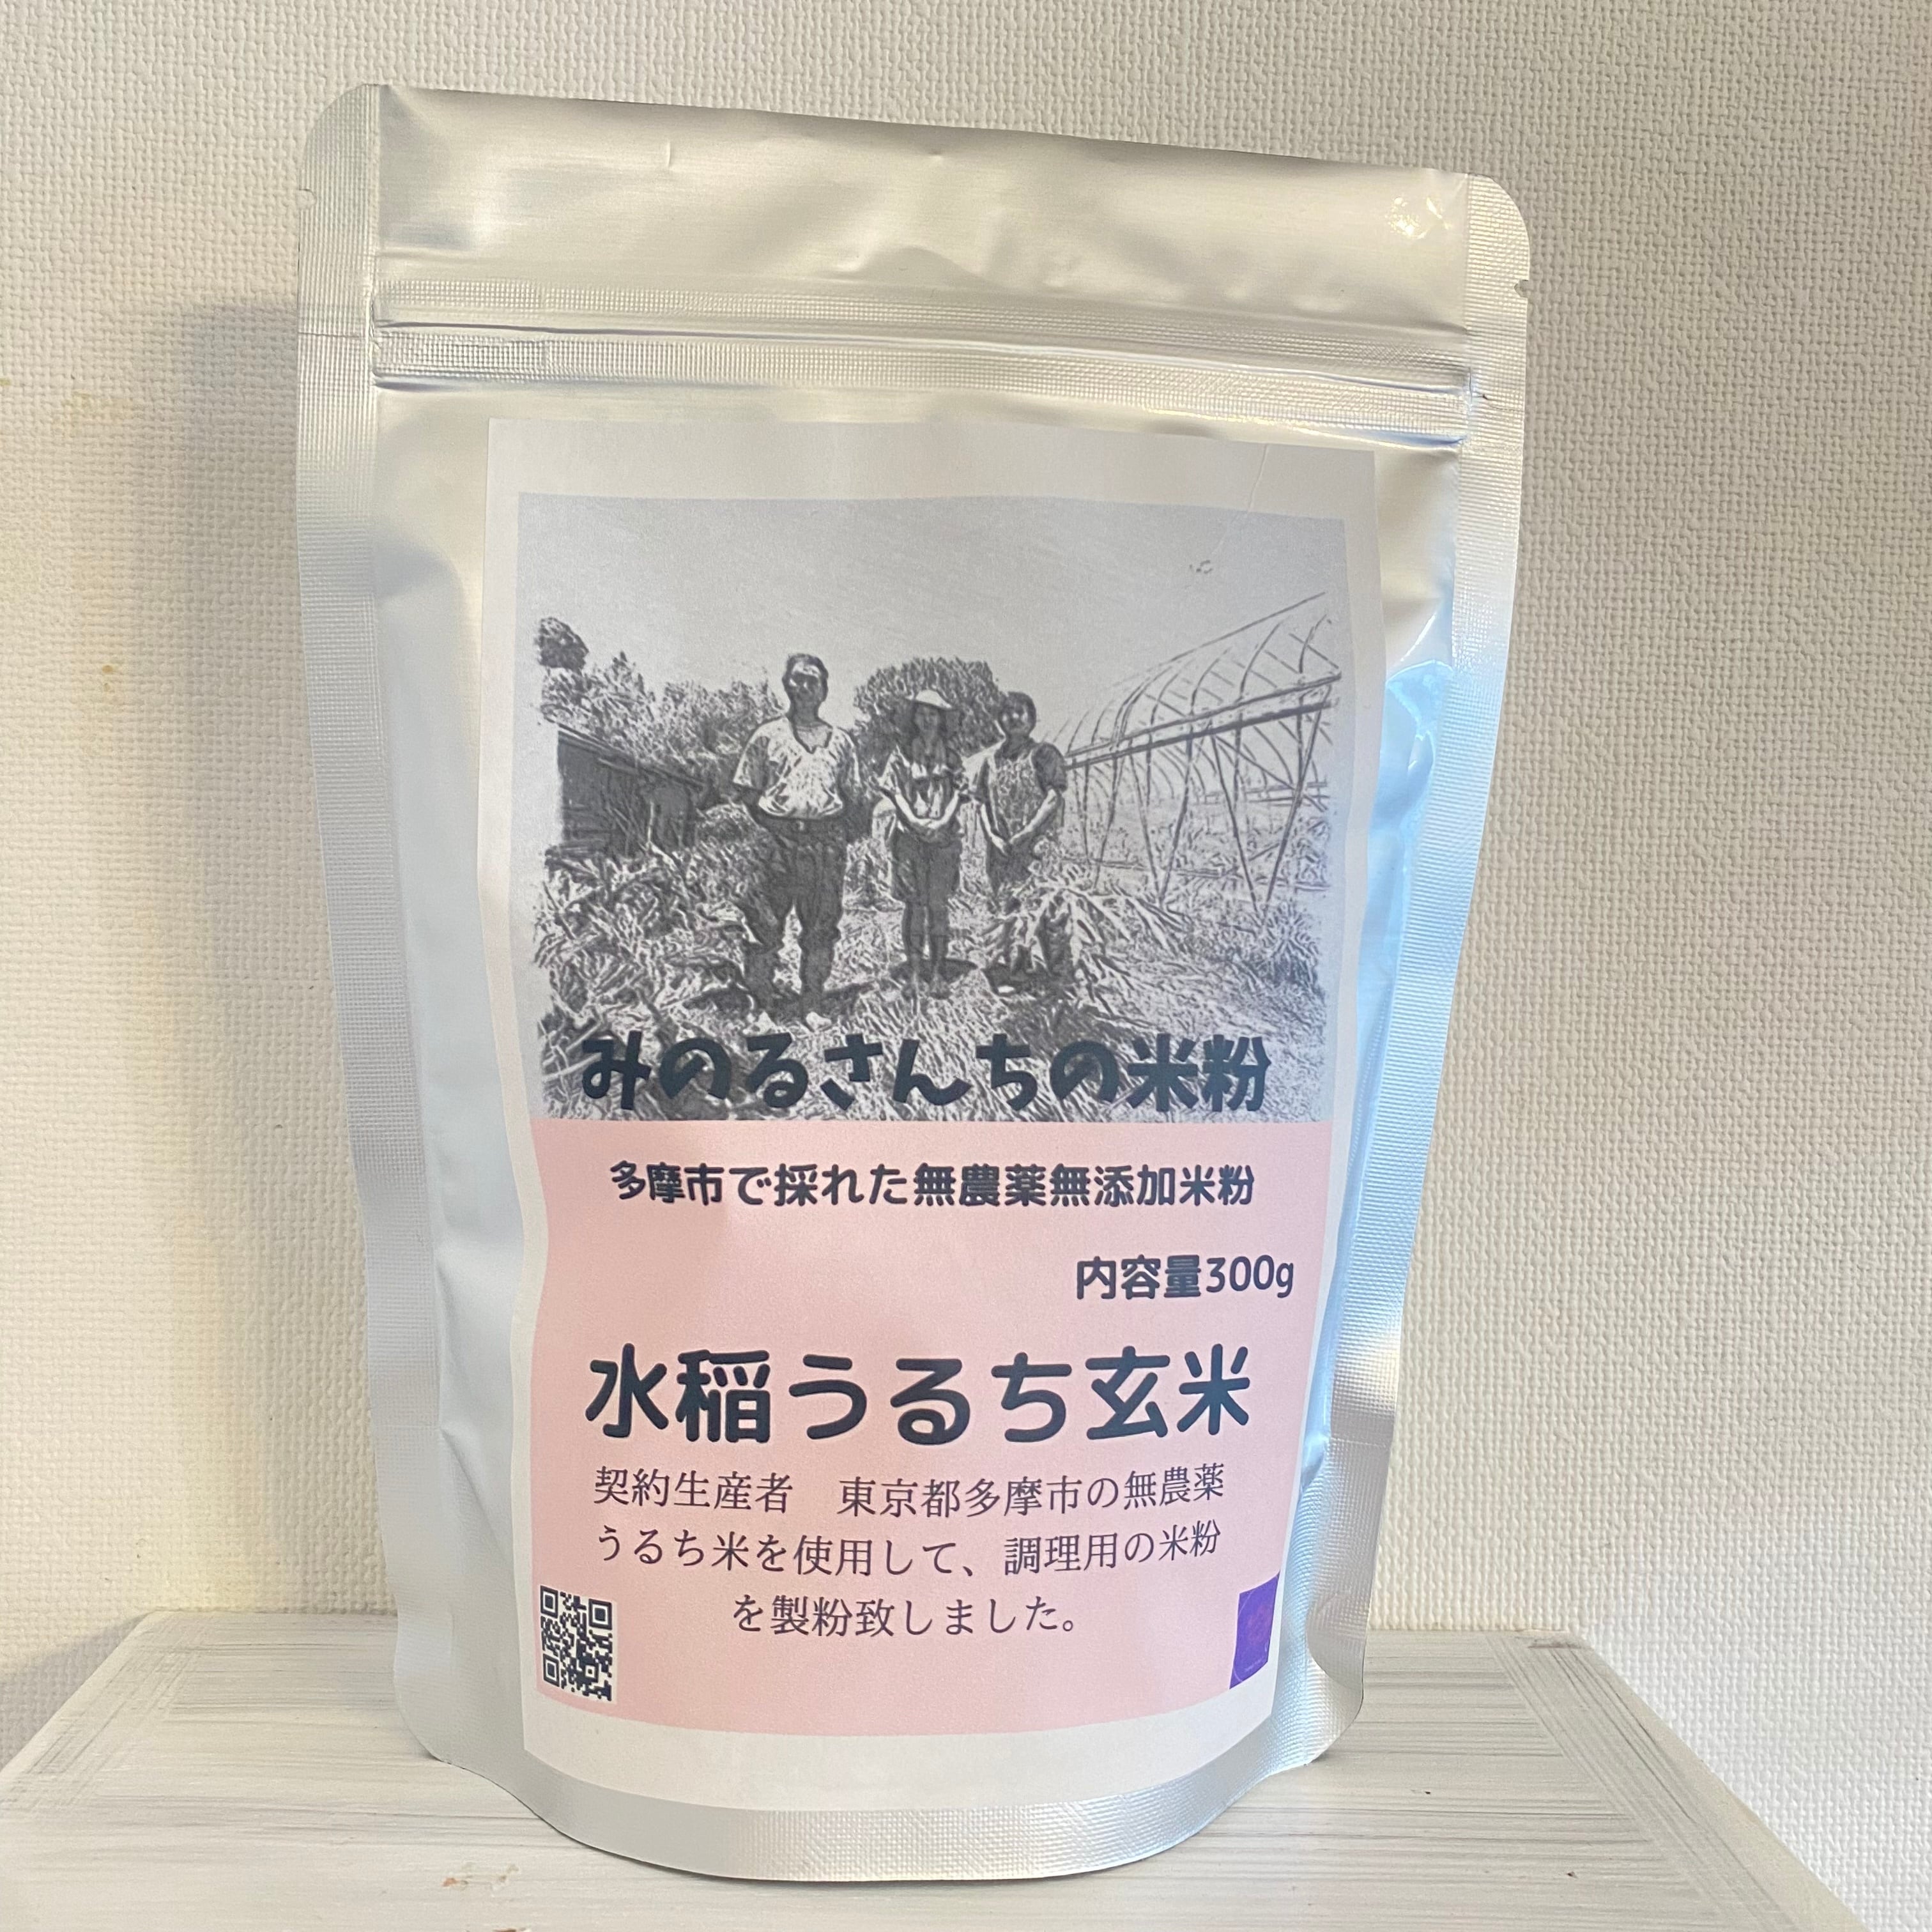 みのるさんちの米粉
多摩市で採れた無農薬無添加米粉
内容量300g
水稲うるち玄米
契約生産者　東京都多摩市の無農薬
うるち米を使用して、調理用の米粉
を製粉致しました。